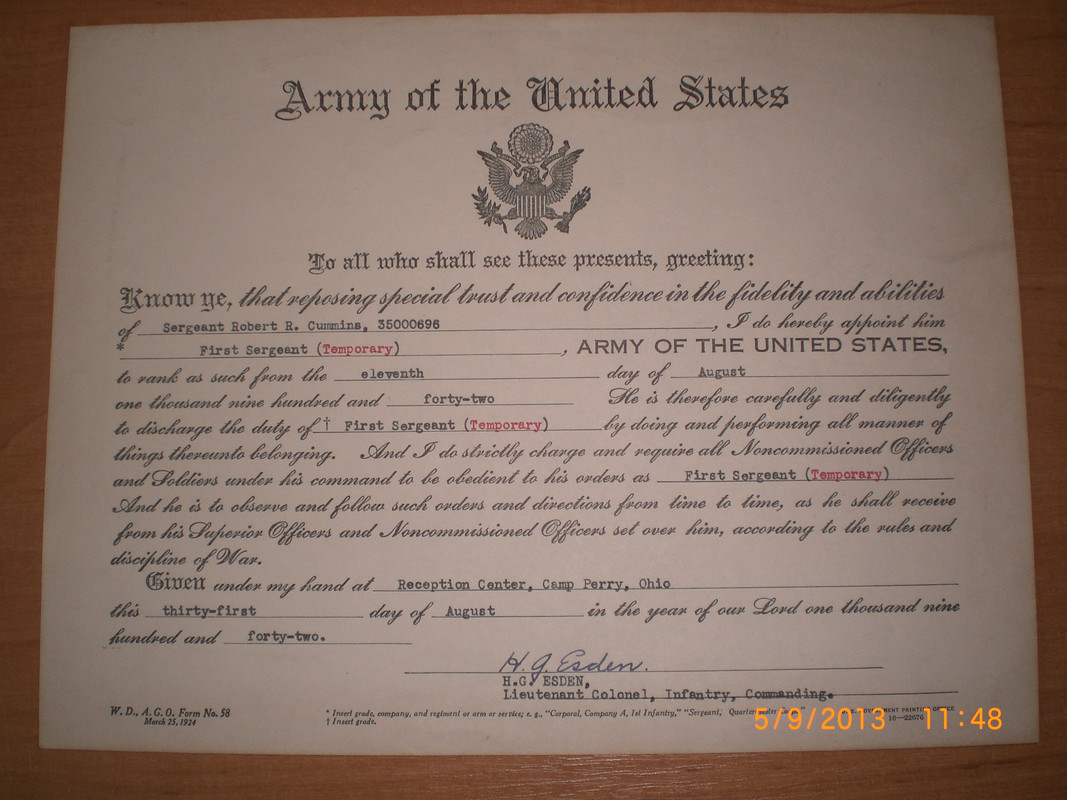 Army of the United States
To all who shall see these presents, greeting:
Know ye, that reposing special trust and confidence in the fidelity and abilities
of Sergeant Robert R. Cummins, 35000696, I do hereby appoint him
* First Sergeant (Temporary), ARMY OF THE UNITED STATES,
to rank as such from the eleventh day of August
one thousand nine hundred and forty-two He is therefore carefully and diligently
to discharge the duty of † First Sergeant (Temporary) by doing and performing all manner of
things thereunto belonging. And I do strictly charge and require all Noncommissioned Officers
and Soldiers under his command to be obedient to his orders as First Sergeant (Temporary)
And he is to observe and follow such orders and directions from time to time, as he shall receive
from his Superior Officers and Noncommissioned Officers set over him, according to the rules and
discipline of War.
Given under my hand at Reception Center, Camp Perry, Ohio
this thirty-first day of August in the year of our Lord one thousand nine
hundred and forty-two.
H. G. Esden.
H.G. ESDEN,
Lieutenant Colonel, Infantry, Commanding.
W. D., A. G. O. Form No. 58
March 25, 1924
* Insert grade, company, and regiment or arm or service; e. g., "Corporal, Company A, 1st Infantry," "Sergeant, Quartermaster Corps."
† Insert grade.
PRINTING OFFICE
16—22676
5/9/2013 11:48